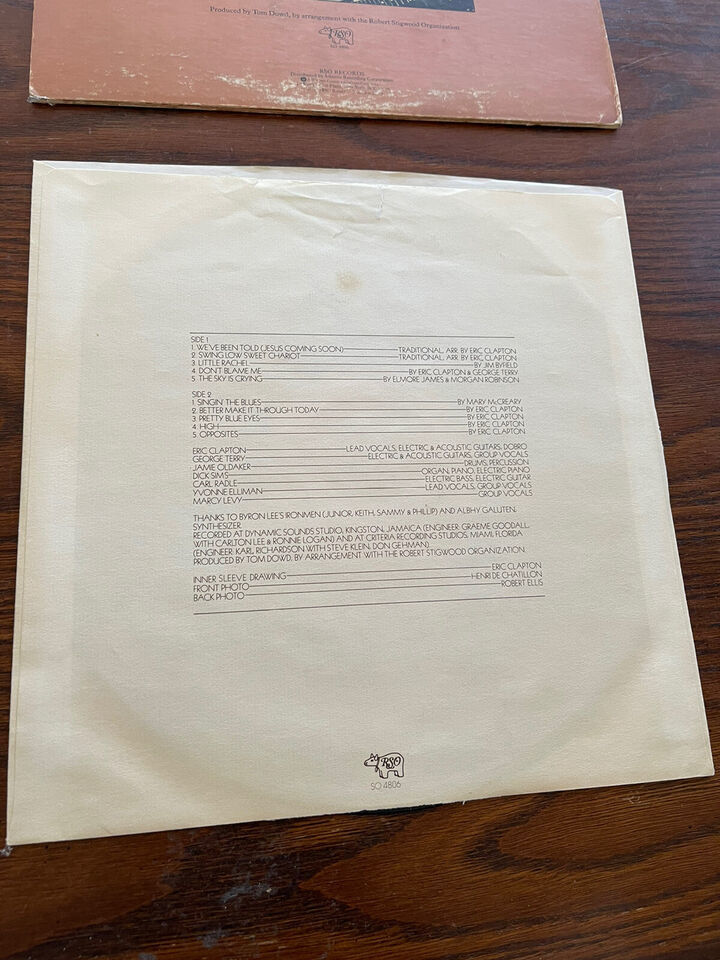 Produced by Tom Dowd, by arrangement with the Robert Stigwood Organization
RSO
SO 4806
RSO RECORDS
Distributed by Atlantic Recording Corporation
SIDE 1
1. WE'VE BEEN TOLD (JESUS COMING SOON) TRADITIONAL, ARR. BY ERIC CLAPTON
2. SWING LOW SWEET CHARIOT TRADITIONAL, ARR. BY ERIC CLAPTON
3. LITTLE RACHEL BY JIM BYFIELD
4. DON'T BLAME ME BY ERIC CLAPTON & GEORGE TERRY
5. THE SKY IS CRYING BY ELMORE JAMES & MORGAN ROBINSON
SIDE 2
1. SINGIN' THE BLUES BY MARY McCREARY
2. BETTER MAKE IT THROUGH TODAY BY ERIC CLAPTON
3. PRETTY BLUE EYES BY ERIC CLAPTON
4. HIGH BY ERIC CLAPTON
5. OPPOSITES BY ERIC CLAPTON
ERIC CLAPTON LEAD VOCALS, ELECTRIC & ACOUSTIC GUITARS, DOBRO
GEORGE TERRY ELECTRIC & ACOUSTIC GUITARS, GROUP VOCALS
JAMIE OLDAKER DRUMS, PERCUSSION
DICK SIMS ORGAN, PIANO, ELECTRIC PIANO
CARL RADLE ELECTRIC BASS, ELECTRIC GUITAR
YVONNE ELLIMAN LEAD VOCALS, GROUP VOCALS
MARCY LEVY GROUP VOCALS
THANKS TO BYRON LEE'S IRONMEN (JUNIOR, KEITH, SAMMY & PHILLIP) AND ALBHY GALUTEN,
SYNTHESIZER
RECORDED AT DYNAMIC SOUNDS STUDIO, KINGSTON, JAMAICA (ENGINEER: GRAEME GOODALL,
WITH CARLTON LEE & RONNIE LOGAN) AND AT CRITERIA RECORDING STUDIOS, MIAMI, FLORIDA
(ENGINEER: KARL RICHARDSON WITH STEVE KLEIN, DON GEHMAN)
PRODUCED BY TOM DOWD, BY ARRANGEMENT WITH THE ROBERT STIGWOOD ORGANIZATION
INNER SLEEVE DRAWING ERIC CLAPTON
FRONT PHOTO HENRI DE CHATILLON
BACK PHOTO ROBERT ELLIS
RSO
SO 4806